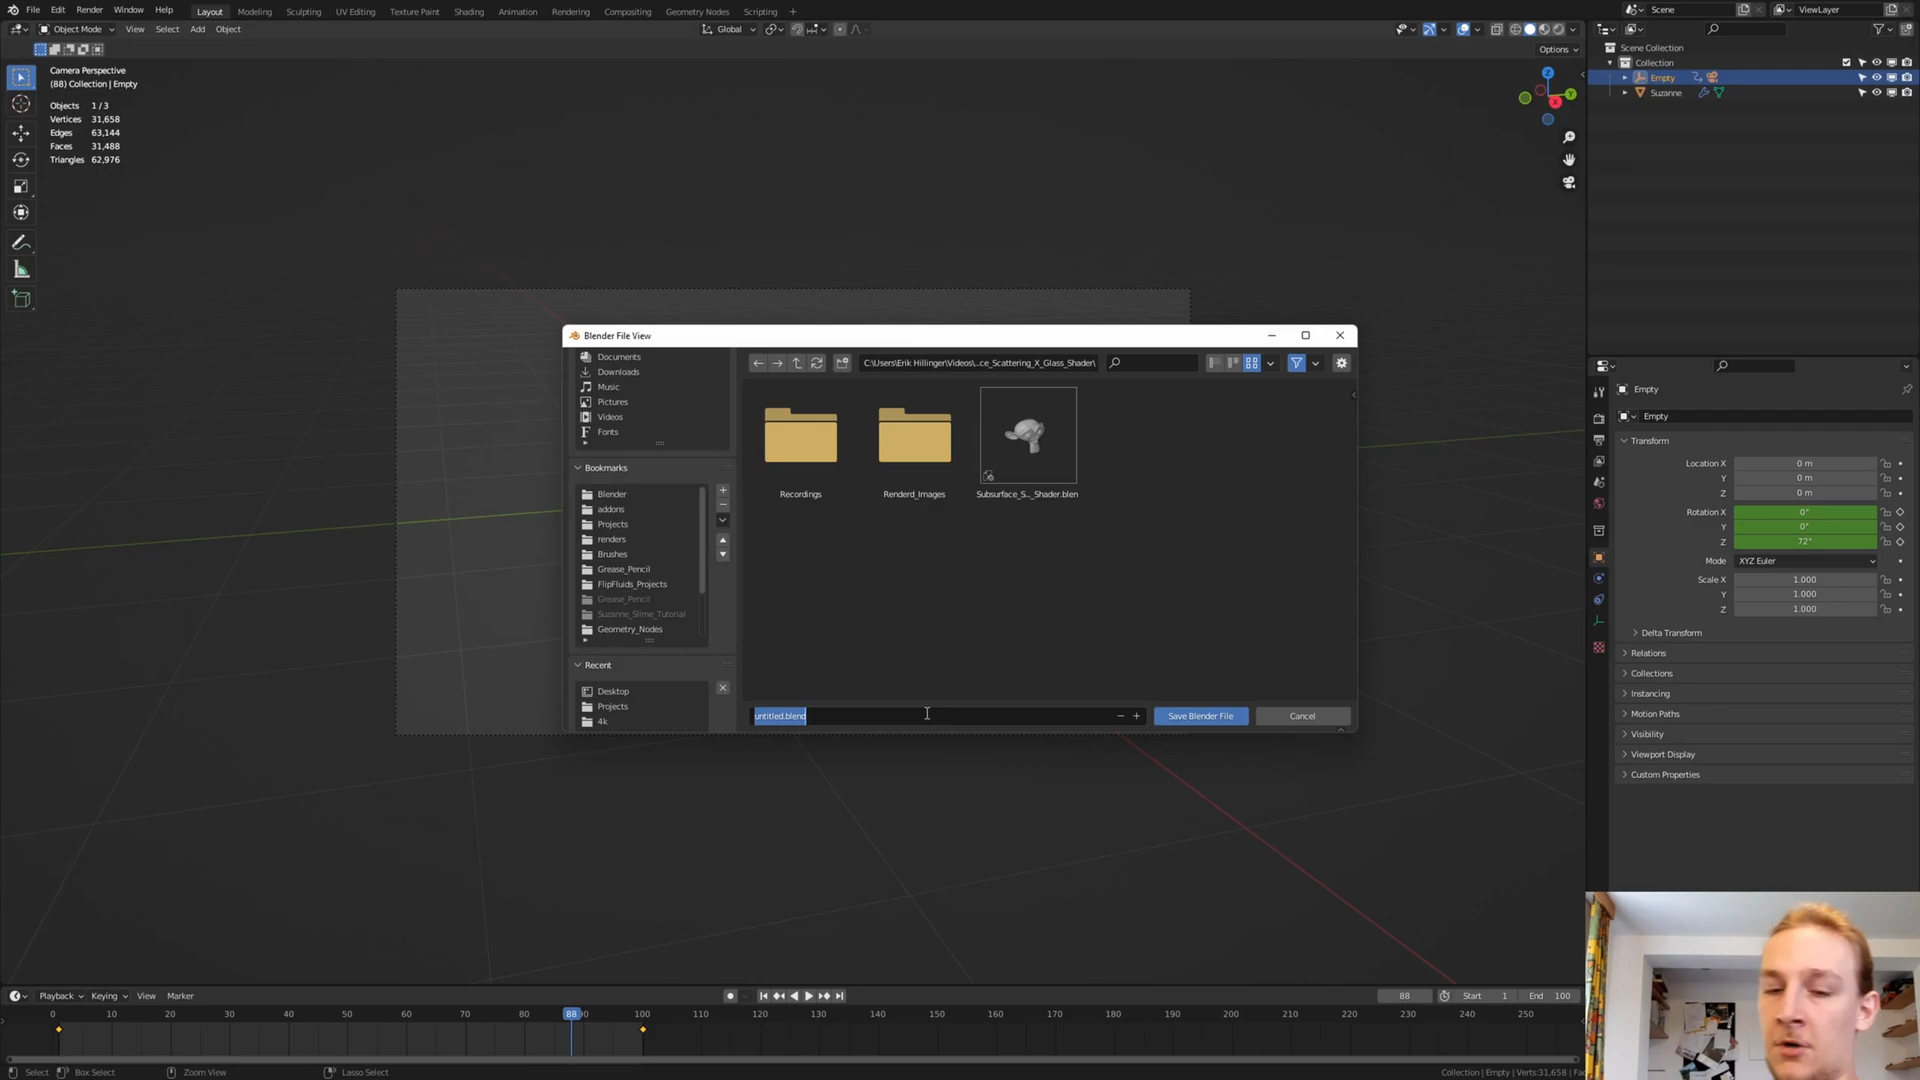 File Edit Render Window Help
Layout Modeling Sculpting UV Editing Texture Paint Shading Animation Rendering Compositing Geometry Nodes Scripting +
Scene
ViewLayer
Object Mode View Select Add Object
Global
Options
Camera Perspective
(88) Collection | Empty
Objects 1 / 3
Vertices 31,658
Edges 63,144
Faces 31,488
Triangles 62,976
Z
Y
X
Scene Collection
Collection
Empty
Suzanne
Blender File View
Documents
Downloads
Music
Pictures
Videos
Fonts
Bookmarks
Blender
addons
Projects
renders
Brushes
Grease_Pencil
FlipFluids_Projects
Grease_Pencil
Suzanne_Slime_Tutorial
Geometry_Nodes
Recent
Desktop
Projects
4k
C:\Users\Erik Hillinger\Videos\...ce_Scattering_X_Glass_Shader\
Recordings
Renderd_Images
Subsurface_S..._Shader.blen
untitled.blend
Save Blender File
Cancel
Empty
Empty
Transform
Location X 0 m
Y 0 m
Z 0 m
Rotation X 0°
Y 0°
Z 72°
Mode XYZ Euler
Scale X 1.000
Y 1.000
Z 1.000
Delta Transform
Relations
Collections
Instancing
Motion Paths
Visibility
Viewport Display
Custom Properties
Playback Keying View Marker
88
Start 1
End 100
0 10 20 30 40 50 60 70 88 90 100 110 120 130 140 150 160 170 180 190 200 210 220 230 240 250
Select Box Select Zoom View Lasso Select
Collection | Empty | Verts:31,658 | Fac